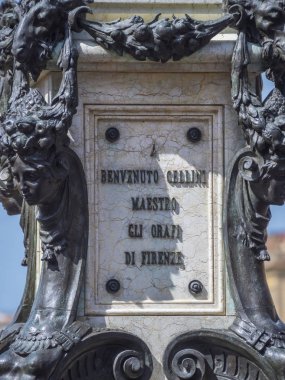 A
BENVENUTO CELLINI
MAESTRO
GLI ORAFI
DI FIRENZE